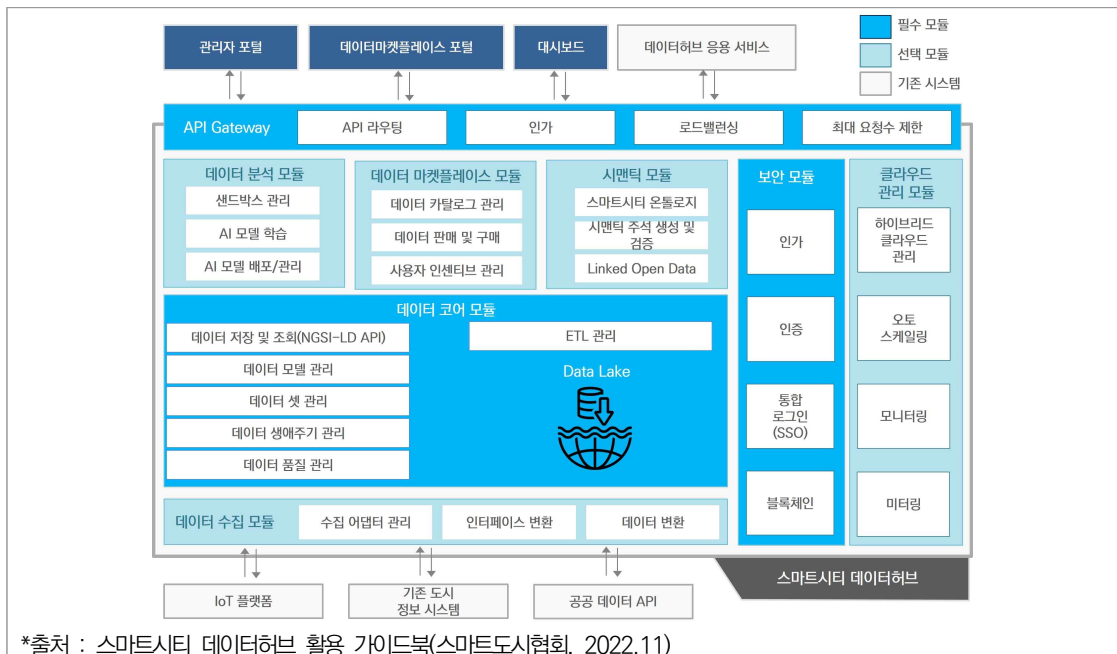 관리자 포털
데이터마켓플레이스 포털
대시보드
데이터허브 응용 서비스
필수 모듈
선택 모듈
기존 시스템
API Gateway
API 라우팅
인가
로드밸런싱
최대 요청수 제한
데이터 분석 모듈
샌드박스 관리
AI 모델 학습
AI 모델 배포/관리
데이터 마켓플레이스 모듈
데이터 카탈로그 관리
데이터 판매 및 구매
사용자 인센티브 관리
시맨틱 모듈
스마트시티 온톨로지
시맨틱 주석 생성 및
검증
Linked Open Data
보안 모듈
인가
인증
통합
로그인
(SSO)
블록체인
클라우드
관리 모듈
하이브리드
클라우드
관리
오토
스케일링
모니터링
미터링
데이터 코어 모듈
데이터 저장 및 조회(NGSI-LD API)
데이터 모델 관리
데이터 셋 관리
데이터 생애주기 관리
데이터 품질 관리
ETL 관리
Data Lake
데이터 수집 모듈
수집 어댑터 관리
인터페이스 변환
데이터 변환
스마트시티 데이터허브
IoT 플랫폼
기존 도시
정보 시스템
공공 데이터 API
*출처 : 스마트시티 데이터허브 활용 가이드북(스마트도시협회, 2022.11)